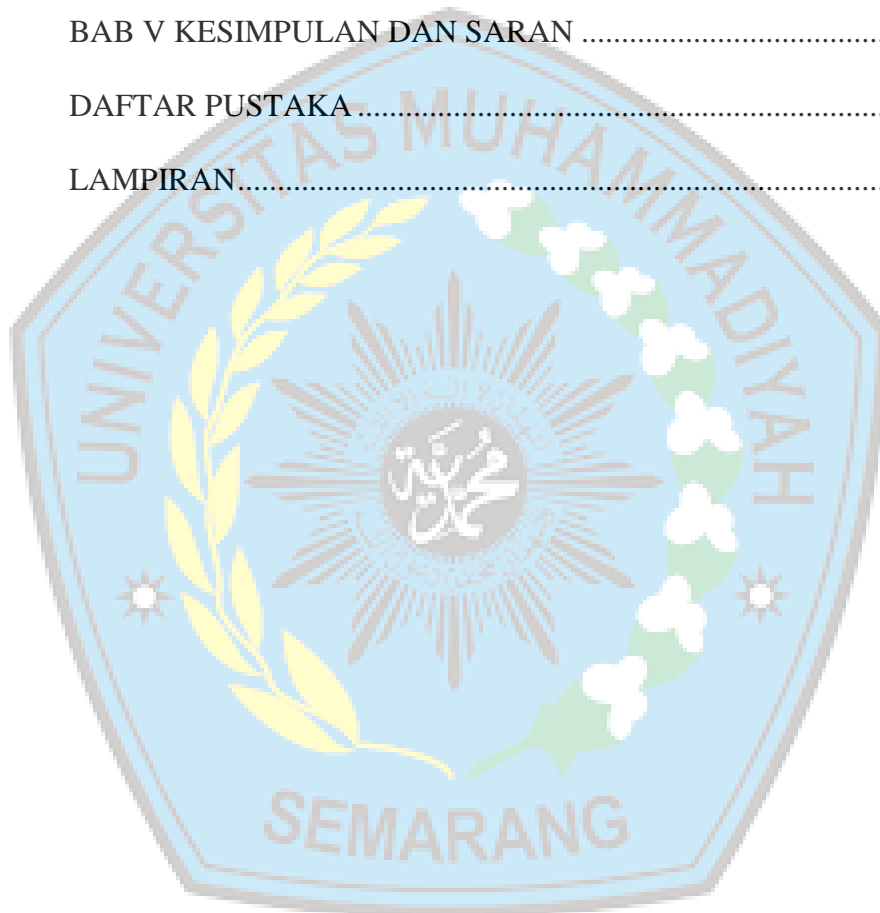 BAB V KESIMPULAN DAN SARAN ........................................
DAFTAR PUSTAKA ....................................................................
LAMPIRAN...................................................................................
UNIVERSITAS MUHAMMADIYAH
SEMARANG